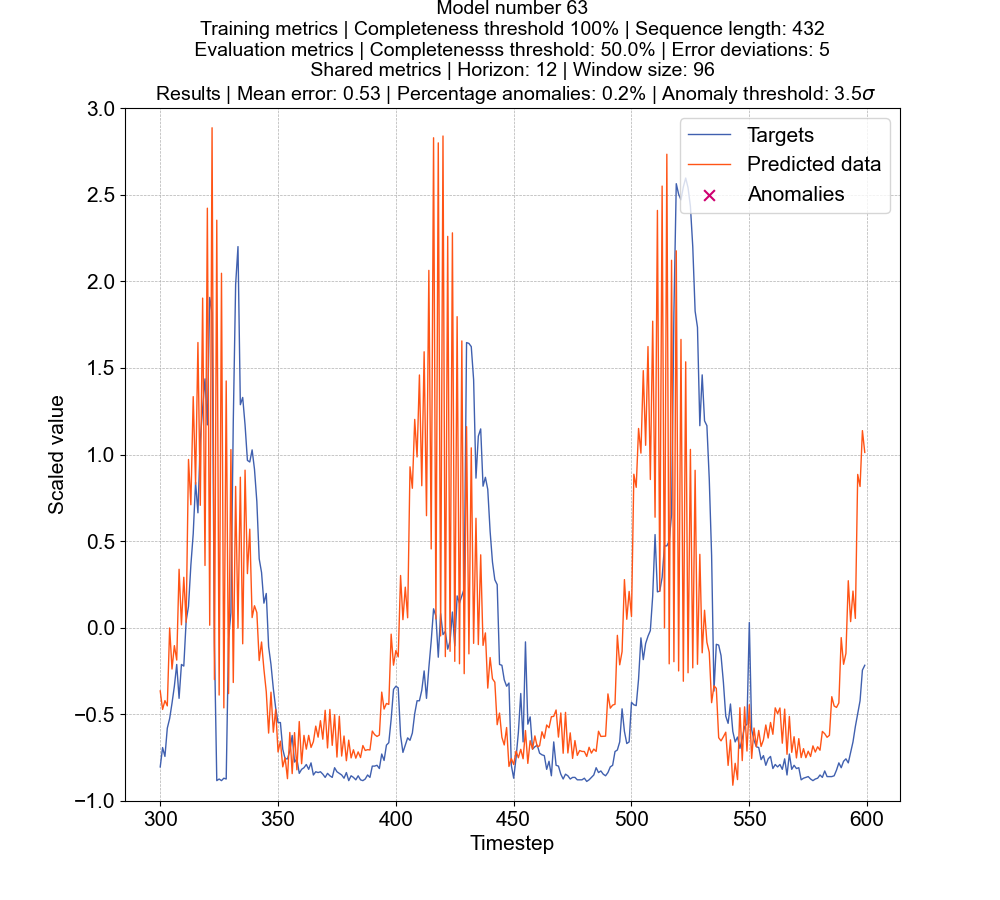 Model number 63
Training metrics | Completeness threshold 100% | Sequence length: 432
Evaluation metrics | Completenesss threshold: 50.0% | Error deviations: 5
Shared metrics | Horizon: 12 | Window size: 96
Results | Mean error: 0.53 | Percentage anomalies: 0.2% | Anomaly threshold: 3.5σ
Targets
Predicted data
Anomalies
3.0
2.5
2.0
1.5
1.0
0.5
0.0
−0.5
−1.0
Scaled value
300 350 400 450 500 550 600
Timestep